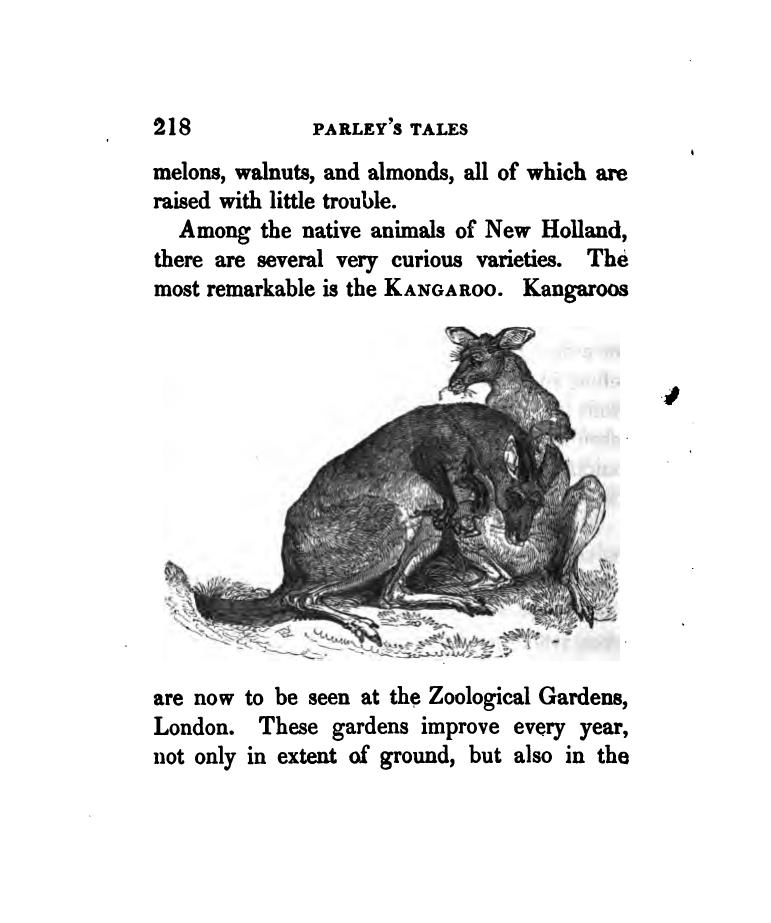 218 PARLEY'S TALES
melons, walnuts, and almonds, all of which are
raised with little trouble.
Among the native animals of New Holland,
there are several very curious varieties. The
most remarkable is the KANGAROO. Kangaroos
are now to be seen at the Zoological Gardens,
London. These gardens improve every year,
not only in extent of ground, but also in the